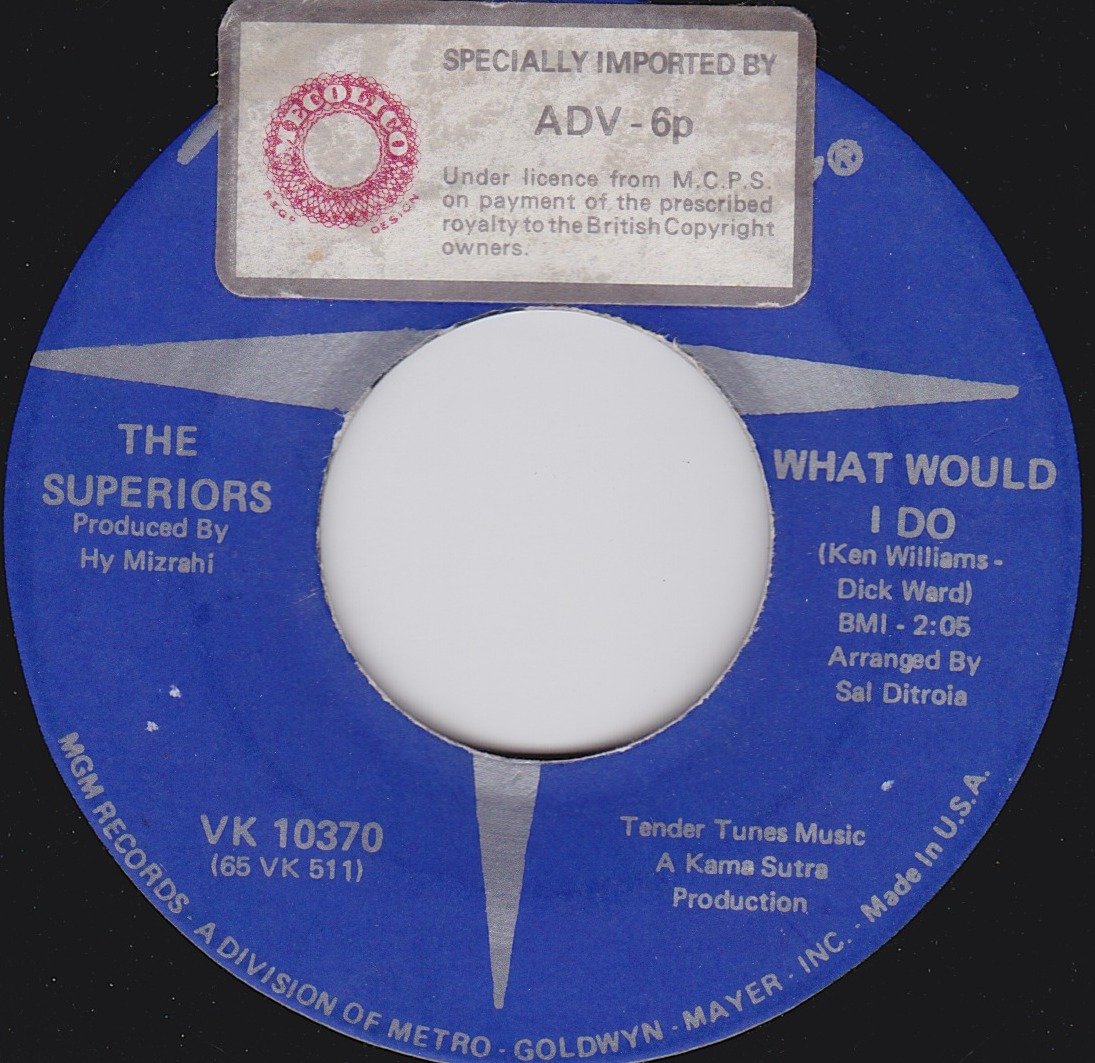 SPECIALLY IMPORTED BY
ADV - 6p
Under licence from M.C.P.S.
on payment of the prescribed
royalty to the British Copyright
owners.
MECOLICO
REGD DESIGN
®
THE
SUPERIORS
Produced By
Hy Mizrahi
WHAT WOULD
I DO
(Ken Williams -
Dick Ward)
BMI - 2:05
Arranged By
Sal Ditroia
VK 10370
(65 VK 511)
Tender Tunes Music
A Kama Sutra
Production
MGM RECORDS - A DIVISION OF METRO - GOLDWYN - MAYER - INC. - Made In U.S.A.